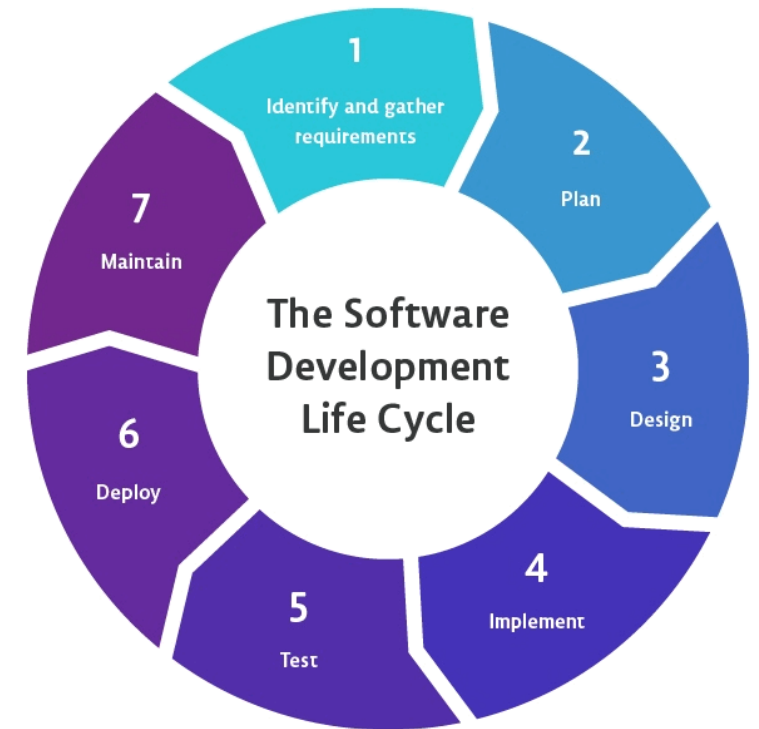 1
Identify and gather
requirements
2
Plan
3
Design
4
Implement
5
Test
6
Deploy
7
Maintain
The Software
Development
Life Cycle